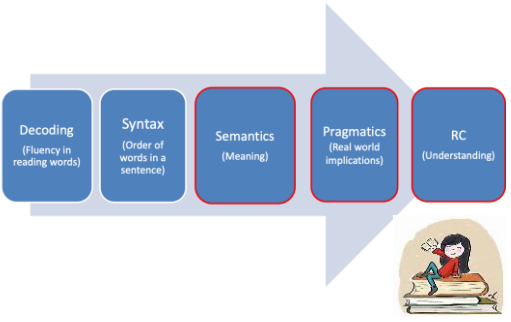 Decoding
(Fluency in
reading words)
Syntax
(Order of
words in a
sentence)
Semantics
(Meaning)
Pragmatics
(Real world
implications)
RC
(Understanding)